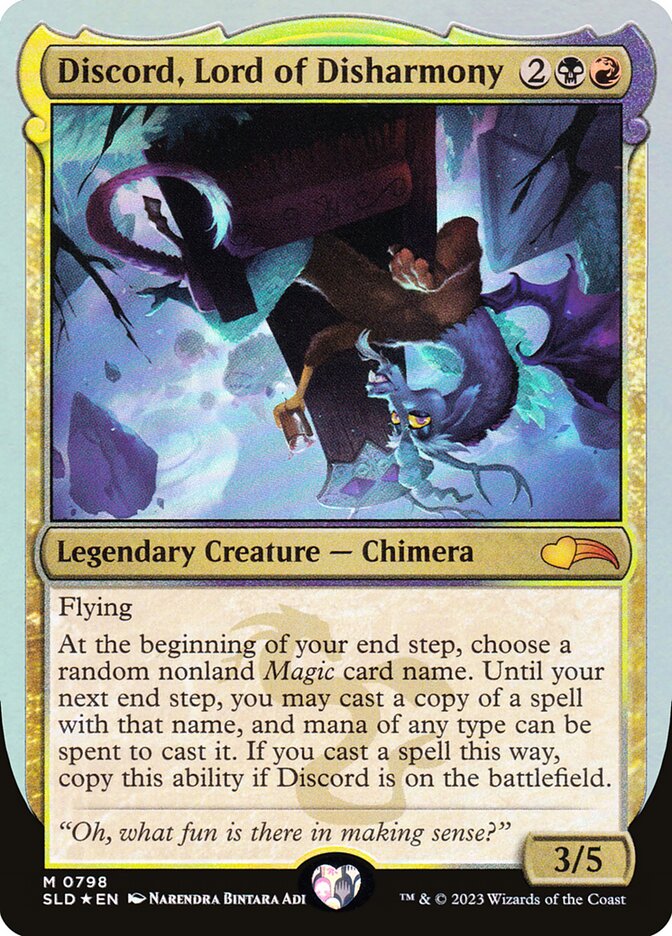 Discord, Lord of Disharmony 2
Legendary Creature — Chimera
Flying
At the beginning of your end step, choose a
random nonland Magic card name. Until your
next end step, you may cast a copy of a spell
with that name, and mana of any type can be
spent to cast it. If you cast a spell this way,
copy this ability if Discord is on the battlefield.
“Oh, what fun is there in making sense?”
3/5
M 0798
SLD ★ EN Narendra Bintara Adi
™ & © 2023 Wizards of the Coast